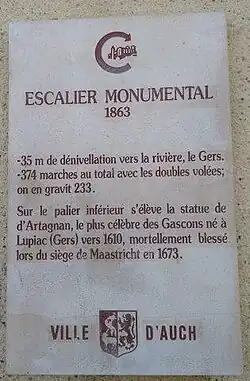 ESCALIER MONUMENTAL
1863
-35 m de dénivellation vers la rivière, le Gers.
-374 marches au total avec les doubles volées;
on en gravit 233.
Sur le palier inférieur s'élève la statue de
d'Artagnan, le plus célèbre des Gascons né à
Lupiac (Gers) vers 1610, mortellement blessé
lors du siège de Maastricht en 1673.
VILLE D'AUCH